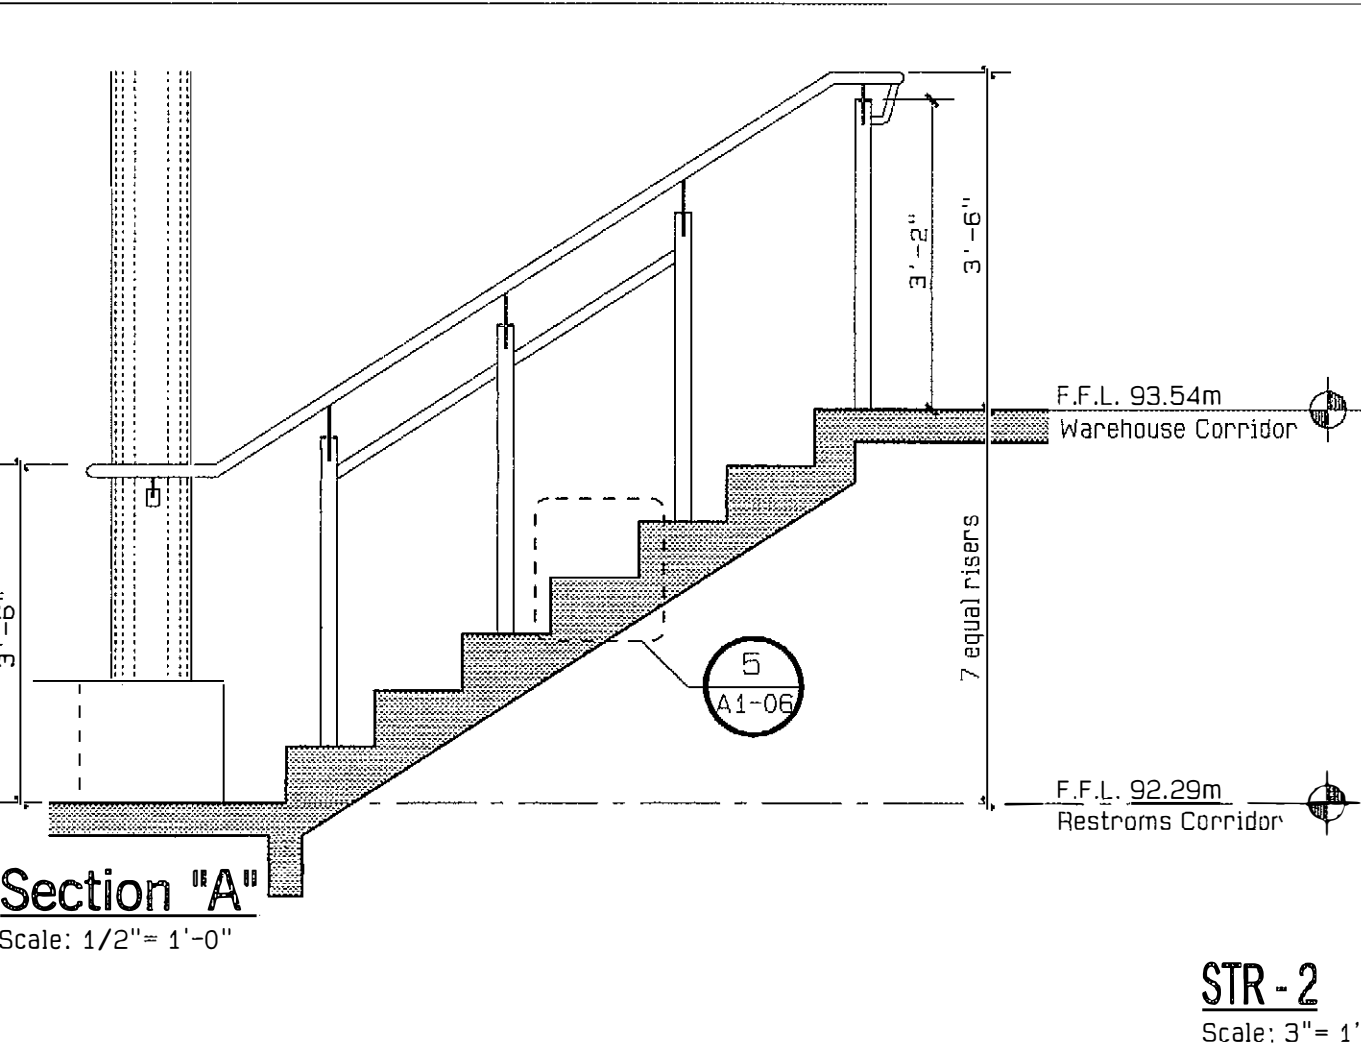 3'-2"
3'-6"
F.F.L. 93.54m
Warehouse Corridor
7 equal risers
5
A1-06
F.F.L. 92.29m
Restroms Corridor
Section "A"
Scale: 1/2"= 1'-0"
STR - 2
Scale: 3"= 1'